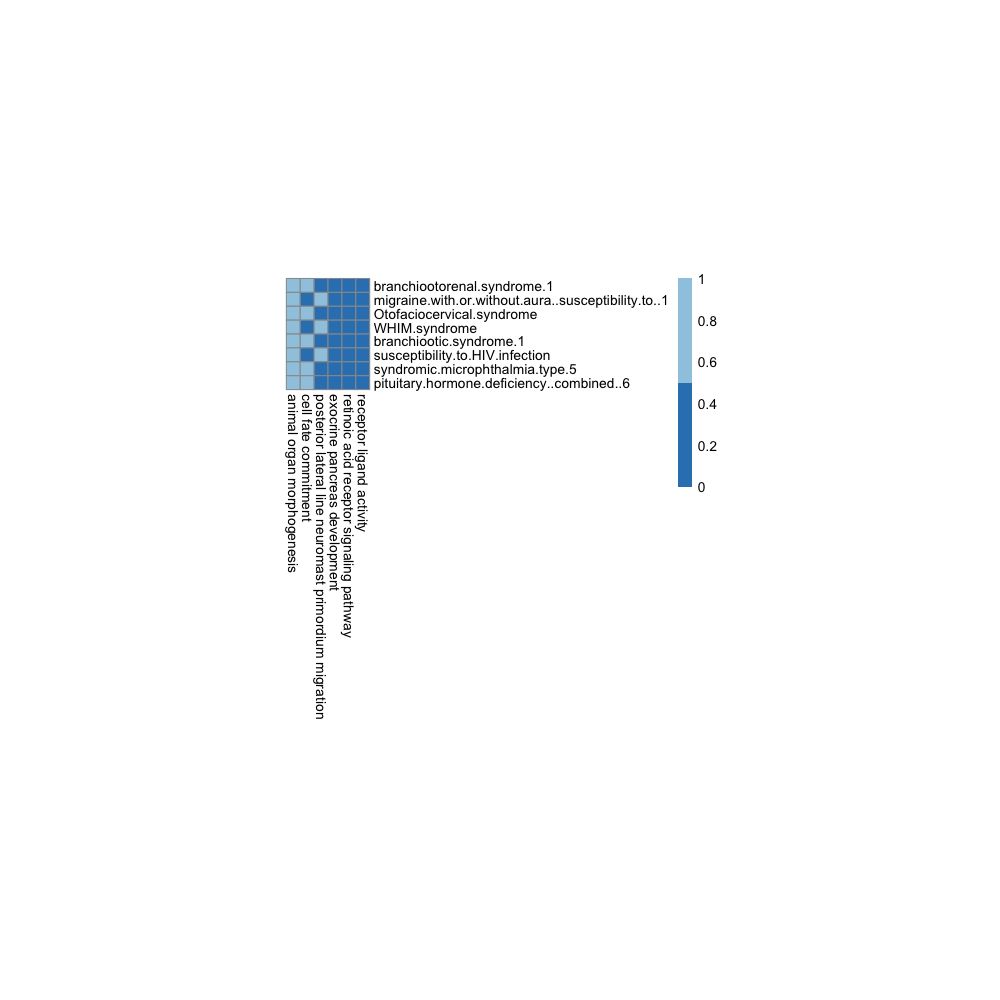 branchiootorenal.syndrome.1
migraine.with.or.without.aura..susceptibility.to..1
Otofaciocervical.syndrome
WHIM.syndrome
branchiootic.syndrome.1
susceptibility.to.HIV.infection
syndromic.microphthalmia.type.5
pituitary.hormone.deficiency..combined..6
1
0.8
0.6
0.4
0.2
0
animal organ morphogenesis
cell fate commitment
posterior lateral line neuromast primordium migration
exocrine pancreas development
retinoic acid receptor signaling pathway
receptor ligand activity